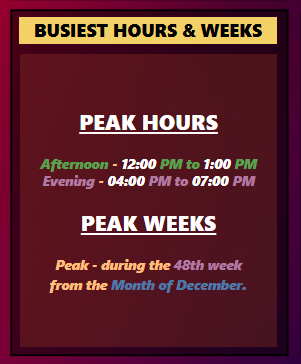 BUSIEST HOURS & WEEKS
PEAK HOURS
Afternoon - 12:00 PM to 1:00 PM
Evening - 04:00 PM to 07:00 PM
PEAK WEEKS
Peak - during the 48th week
from the Month of December.